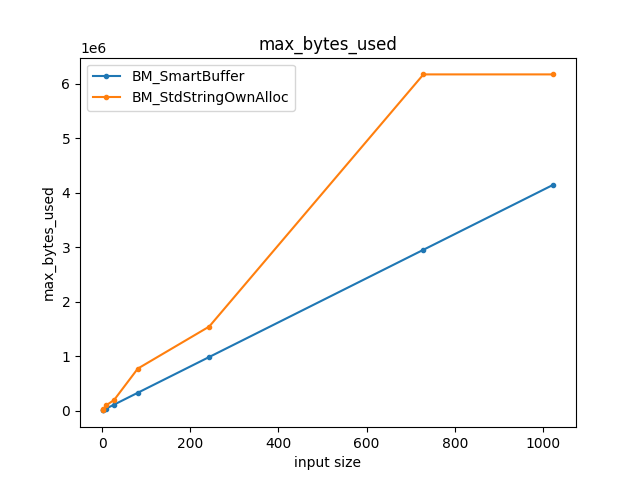 max_bytes_used
1e6
BM_SmartBuffer
BM_StdStringOwnAlloc
6
5
4
3
2
1
0
max_bytes_used
0 200 400 600 800 1000
input size